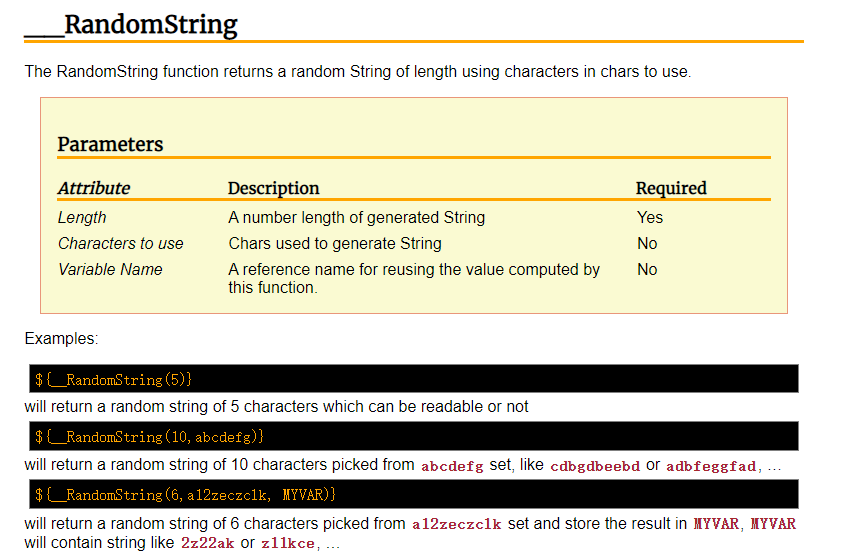 __RandomString
The RandomString function returns a random String of length using characters in chars to use.
Parameters
Attribute Description Required
Length A number length of generated String Yes
Characters to use Chars used to generate String No
Variable Name A reference name for reusing the value computed by No
this function.
Examples:
${__RandomString(5)}
will return a random string of 5 characters which can be readable or not
${__RandomString(10,abcdefg)}
will return a random string of 10 characters picked from abcdefg set, like cdbgdbeebd or adbfeggfad, ...
${__RandomString(6,a12zeczclk, MYVAR)}
will return a random string of 6 characters picked from a12zeczclk set and store the result in MYVAR, MYVAR
will contain string like 2z22ak or z11kce, ...